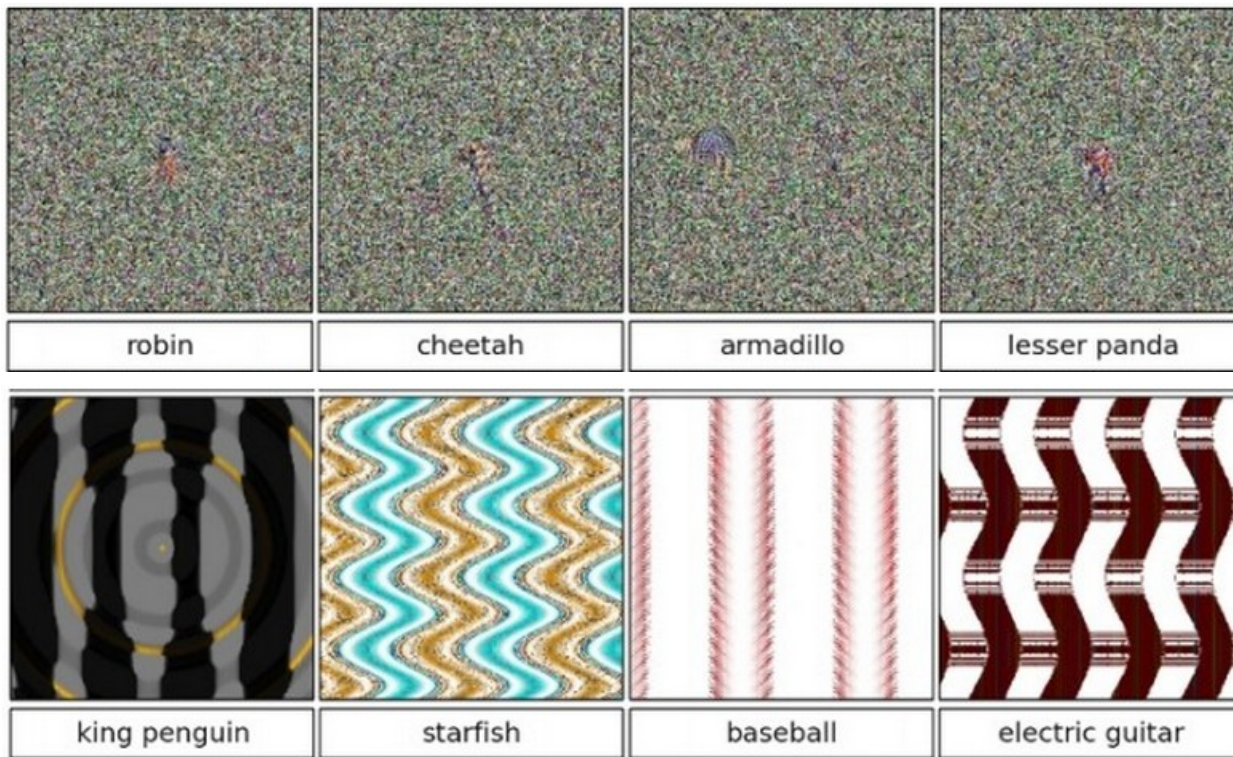 robin
cheetah
armadillo
lesser panda
king penguin
starfish
baseball
electric guitar